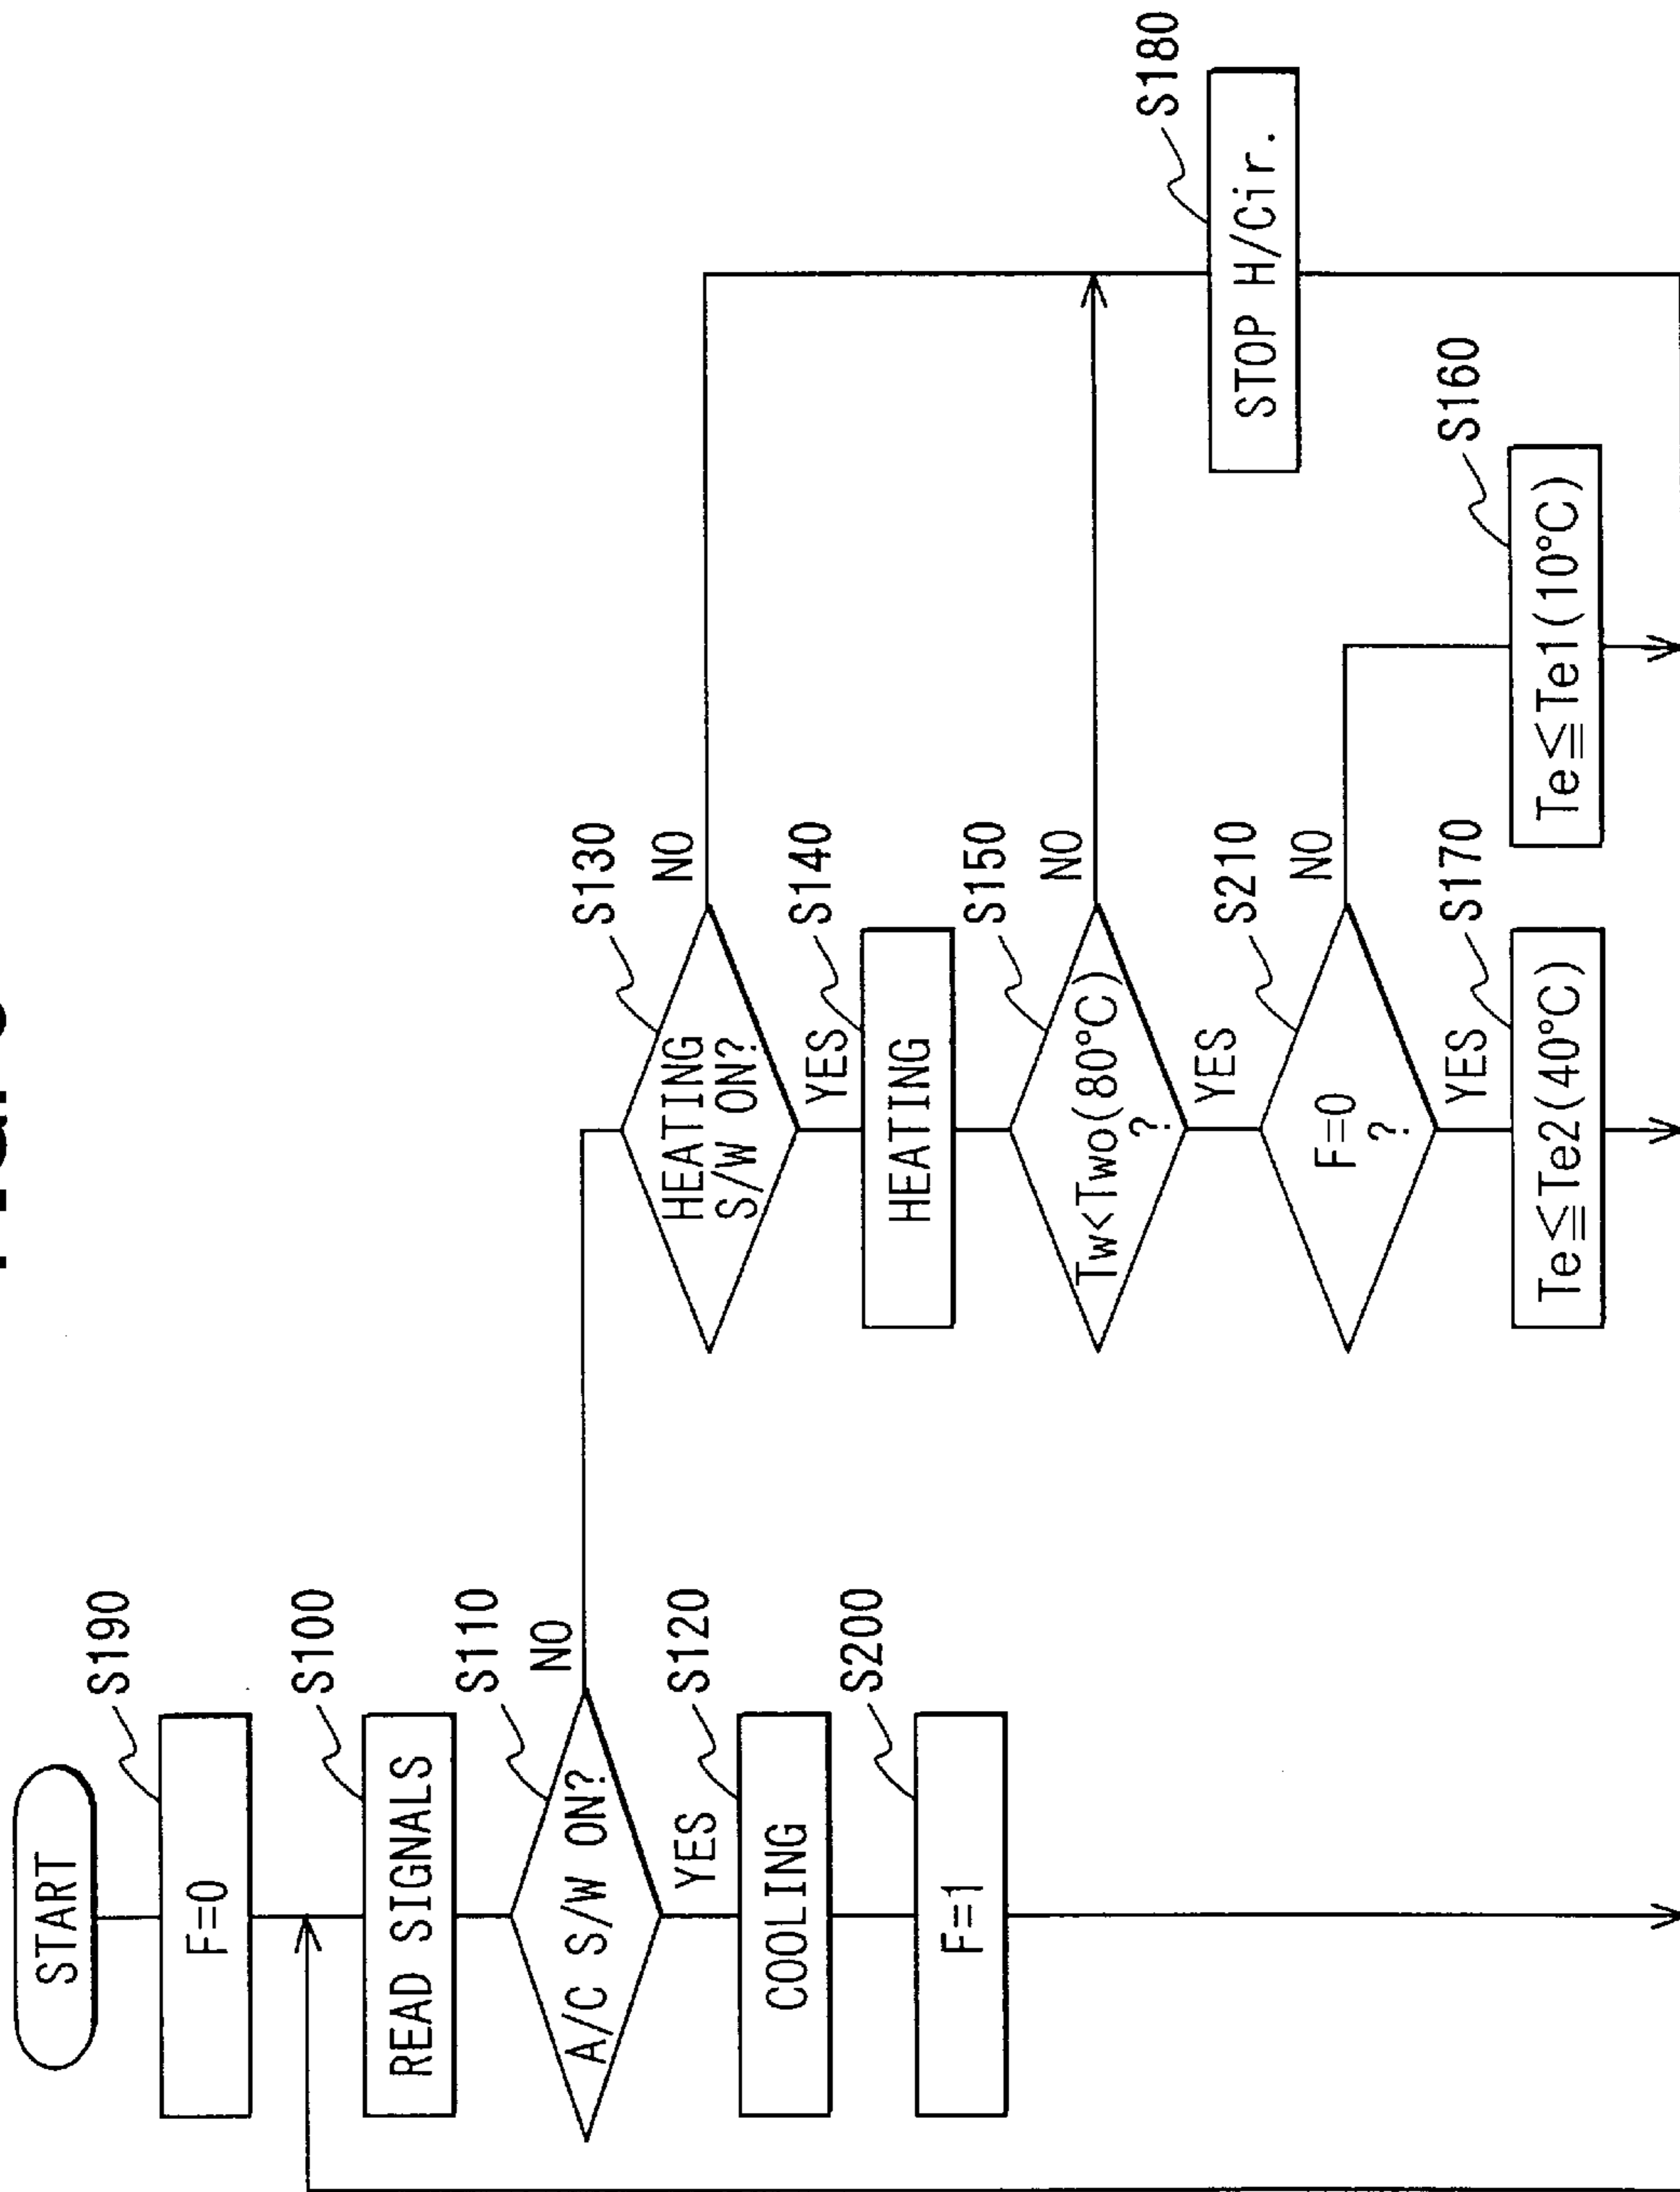 START
S190
F=0
S100
READ SIGNALS
S110
A/C S/W ON?
NO
YES
S120
COOLING
S200
F=1
S130
HEATING
S/W ON?
NO
YES
S140
HEATING
S150
Tw<Two(80°C)
?
NO
YES
S210
F=0
?
NO
YES
S170
Te≦Te2(40°C)
S160
Te≦Te1(10°C)
S180
STOP H/Cir.